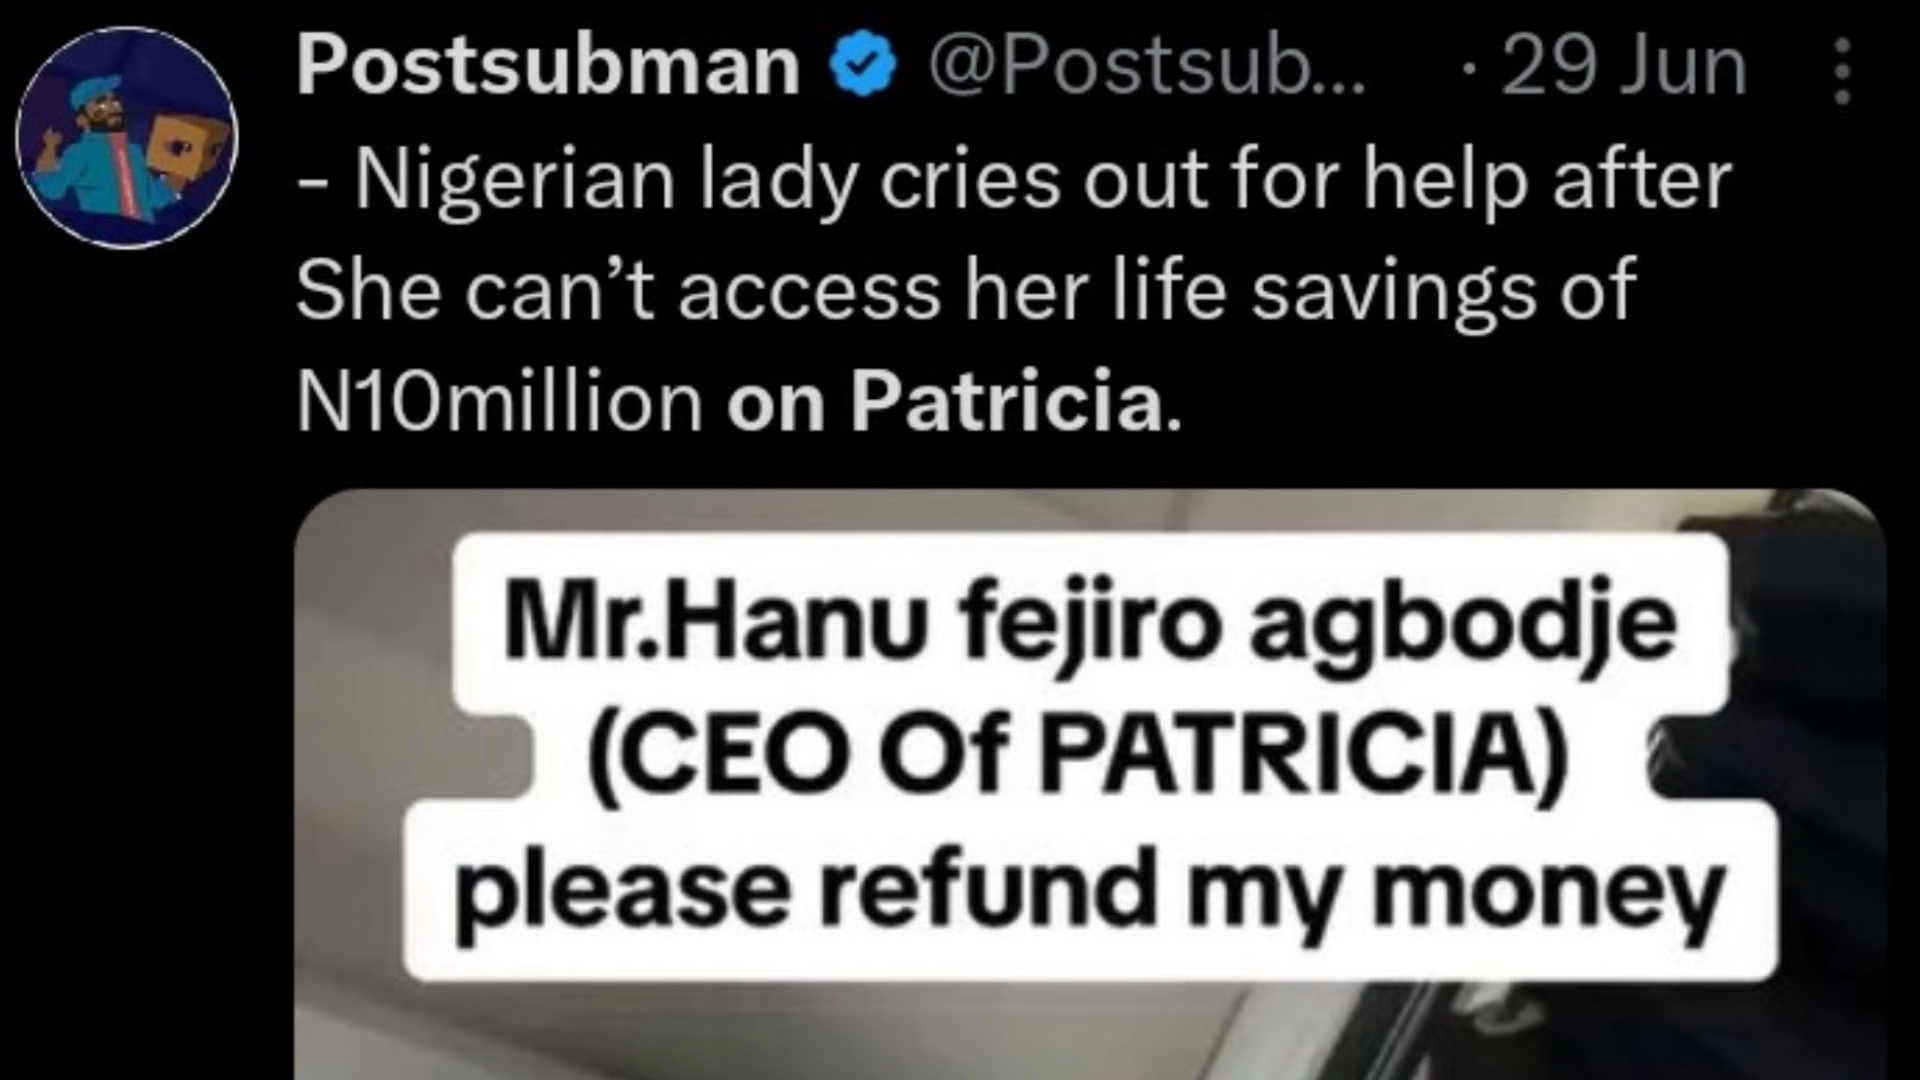 Postsubman @Postsub... · 29 Jun
- Nigerian lady cries out for help after
She can’t access her life savings of
N10million on Patricia.
Mr.Hanu fejiro agbodje
(CEO Of PATRICIA)
please refund my money